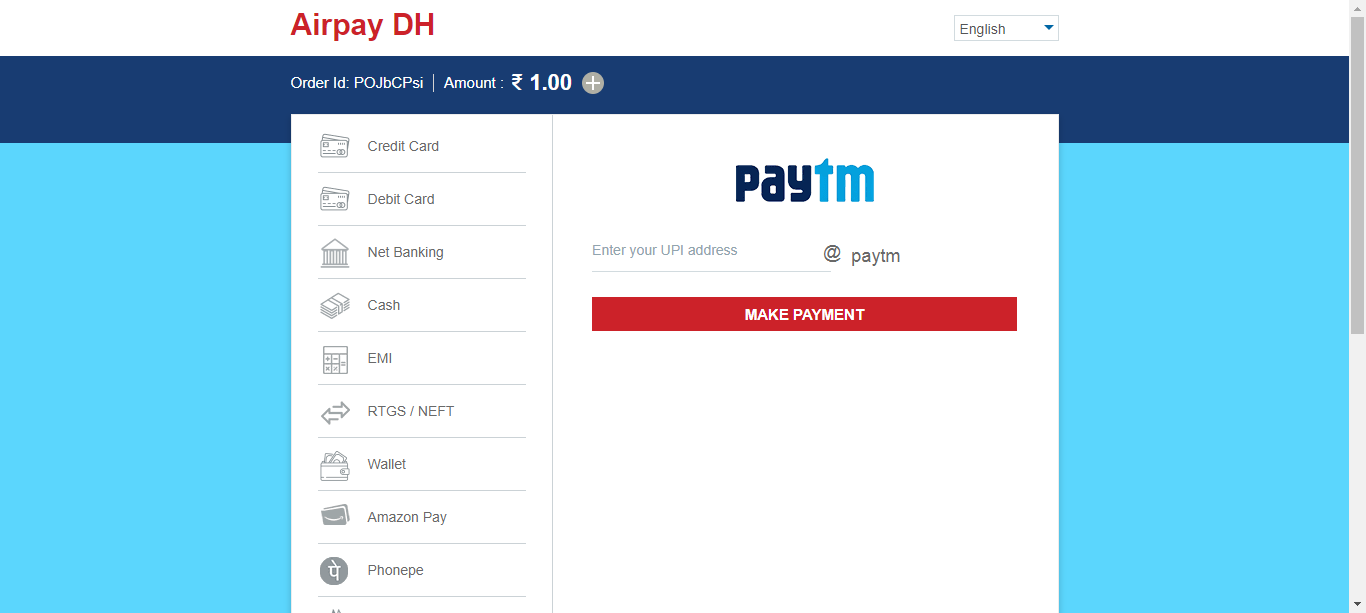 Airpay DH
English
Order Id: POJbCPsi Amount : ₹ 1.00
Credit Card
Debit Card
Net Banking
Cash
EMI
RTGS / NEFT
Wallet
Amazon Pay
पे Phonepe
paytm
Enter your UPI address @ paytm
MAKE PAYMENT